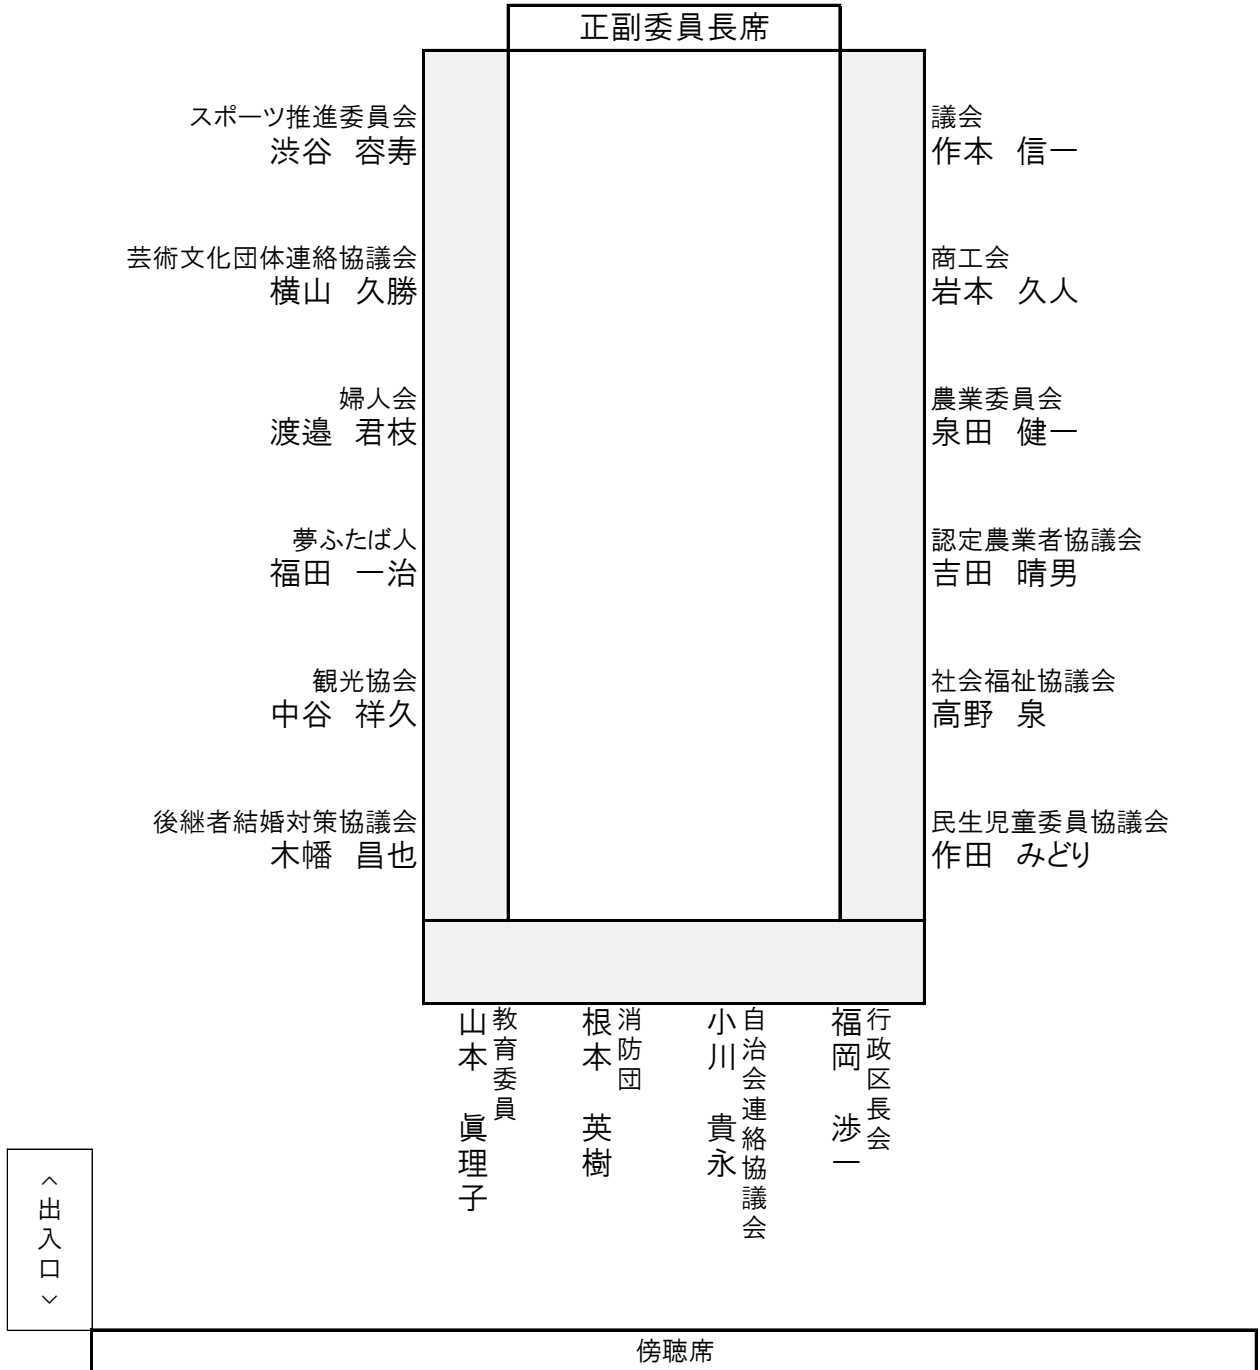 正副委員長席
スポーツ推進委員会
渋谷　容寿
芸術文化団体連絡協議会
横山　久勝
婦人会
渡邉　君枝
夢ふたば人
福田　一治
観光協会
中谷　祥久
後継者結婚対策協議会
木幡　昌也
議会
作本　信一
商工会
岩本　久人
農業委員会
泉田　健一
認定農業者協議会
吉田　晴男
社会福祉協議会
高野　泉
民生児童委員協議会
作田　みどり
行政区長会
福岡　渉一
自治会連絡協議会
小川　貴永
消防団
根本　英樹
教育委員
山本　眞理子
＜出入口＞
傍聴席